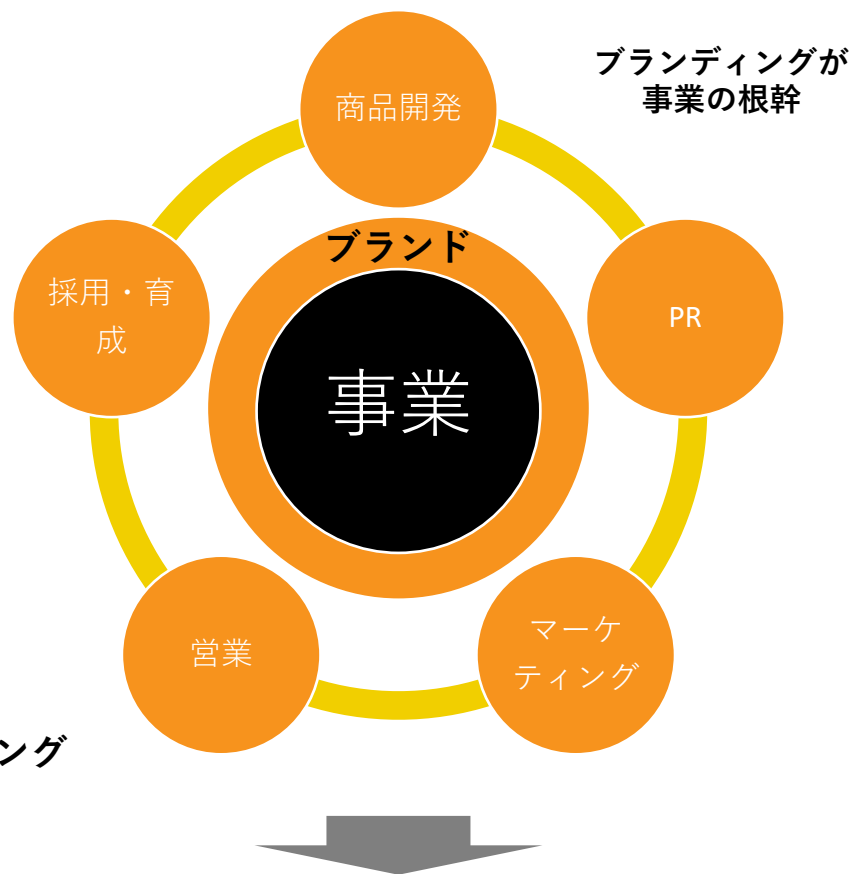 商品開発
ブランディングが
事業の根幹
ブランド
採用・育
成
PR
事業
マーケ
ティング
営業
ング